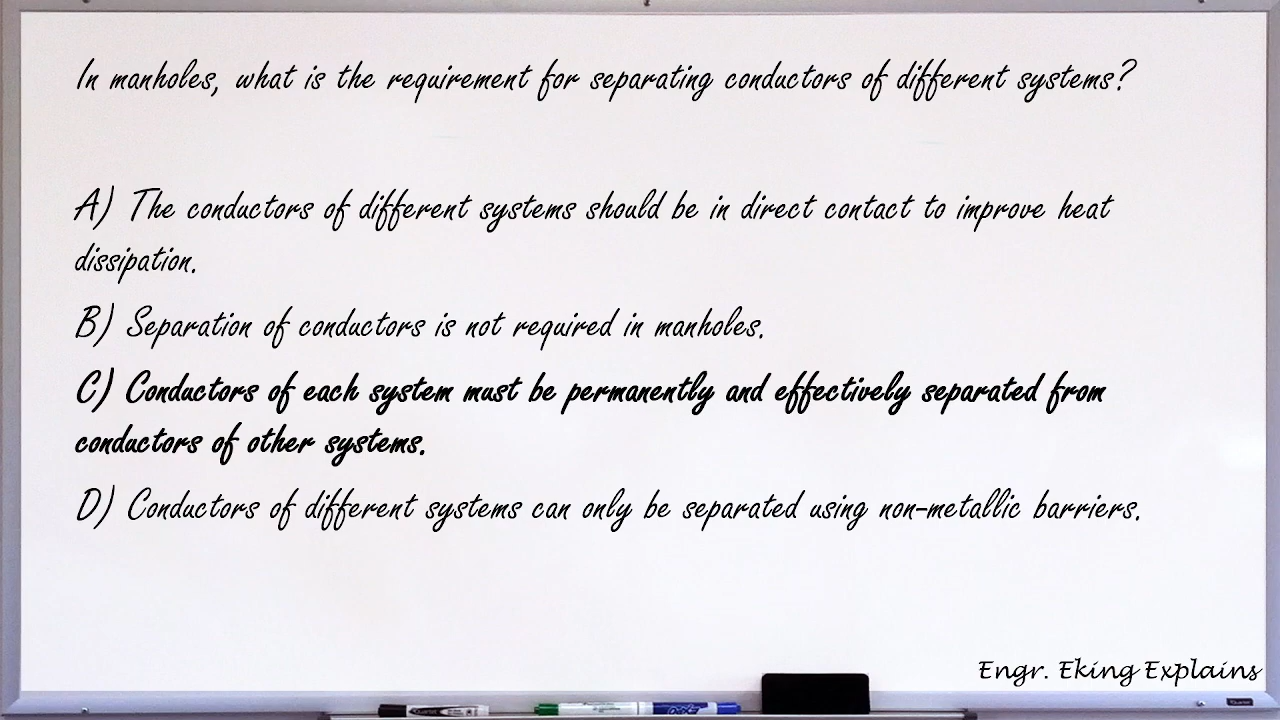 In manholes, what is the requirement for separating conductors of different systems?
A) The conductors of different systems should be in direct contact to improve heat
dissipation.
B) Separation of conductors is not required in manholes.
C) Conductors of each system must be permanently and effectively separated from
conductors of other systems.
D) Conductors of different systems can only be separated using non-metallic barriers.
Engr. Eking Explains